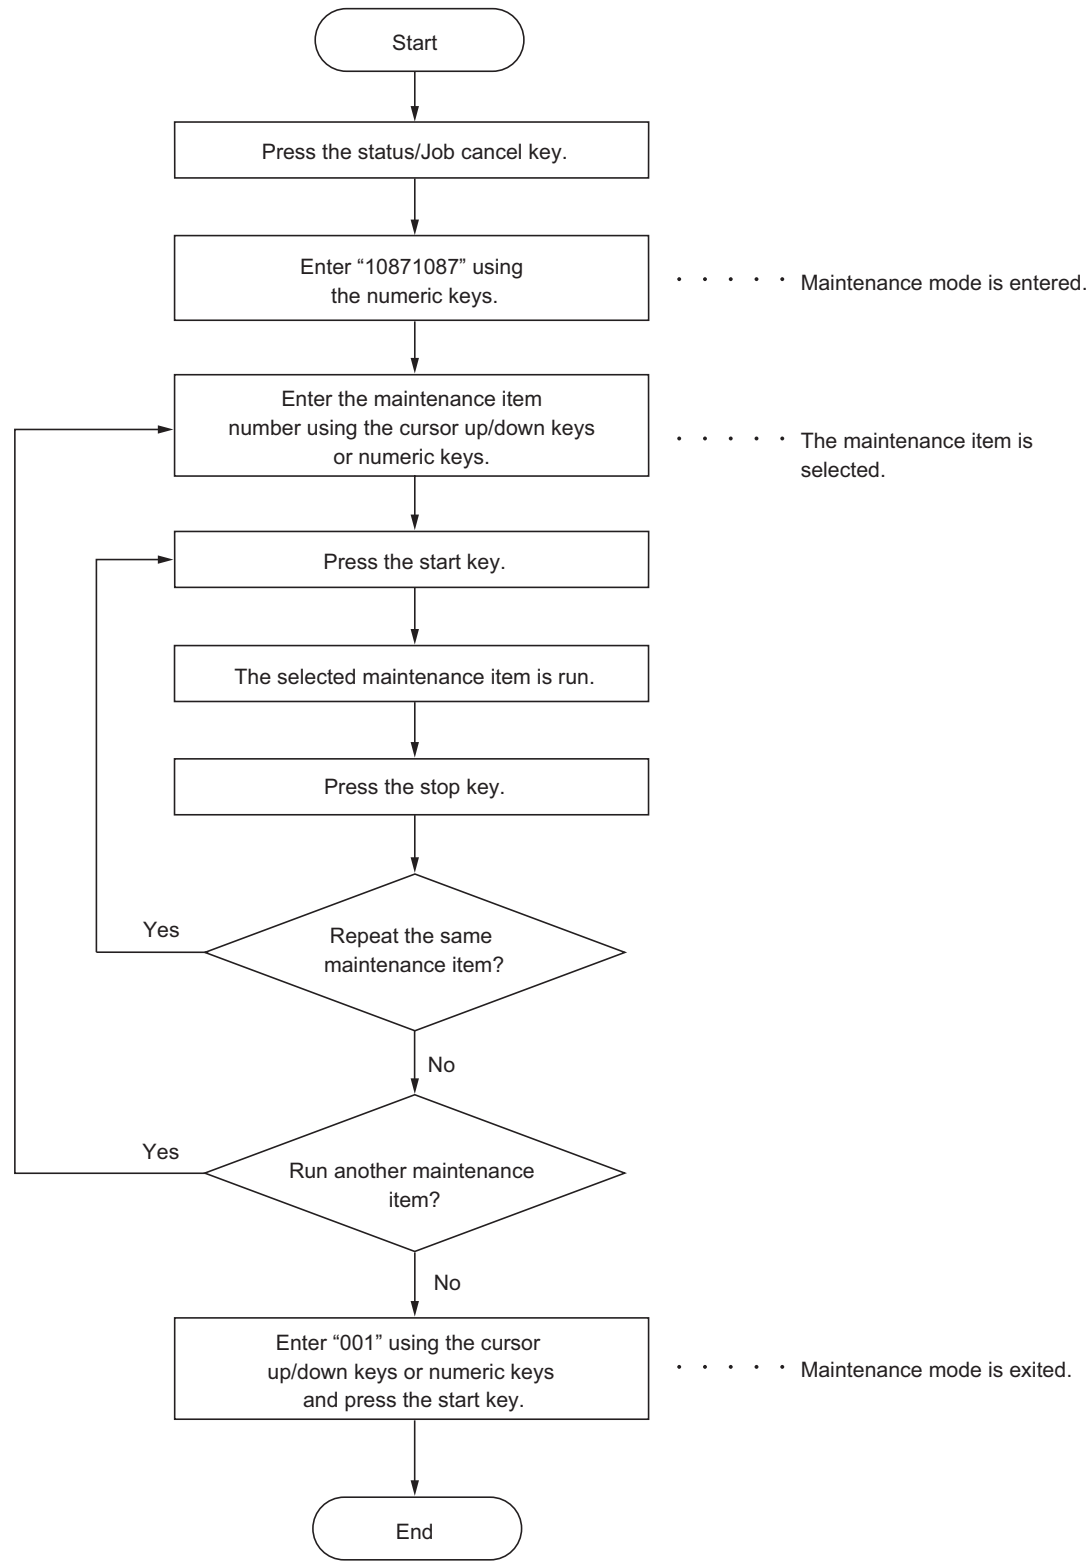 Start
Press the status/Job cancel key.
Enter “10871087” using
the numeric keys.
Maintenance mode is entered.
Enter the maintenance item
number using the cursor up/down keys
or numeric keys.
The maintenance item is
selected.
Press the start key.
The selected maintenance item is run.
Press the stop key.
Yes
Repeat the same
maintenance item?
No
Yes
Run another maintenance
item?
No
Enter “001” using the cursor
up/down keys or numeric keys
and press the start key.
Maintenance mode is exited.
End